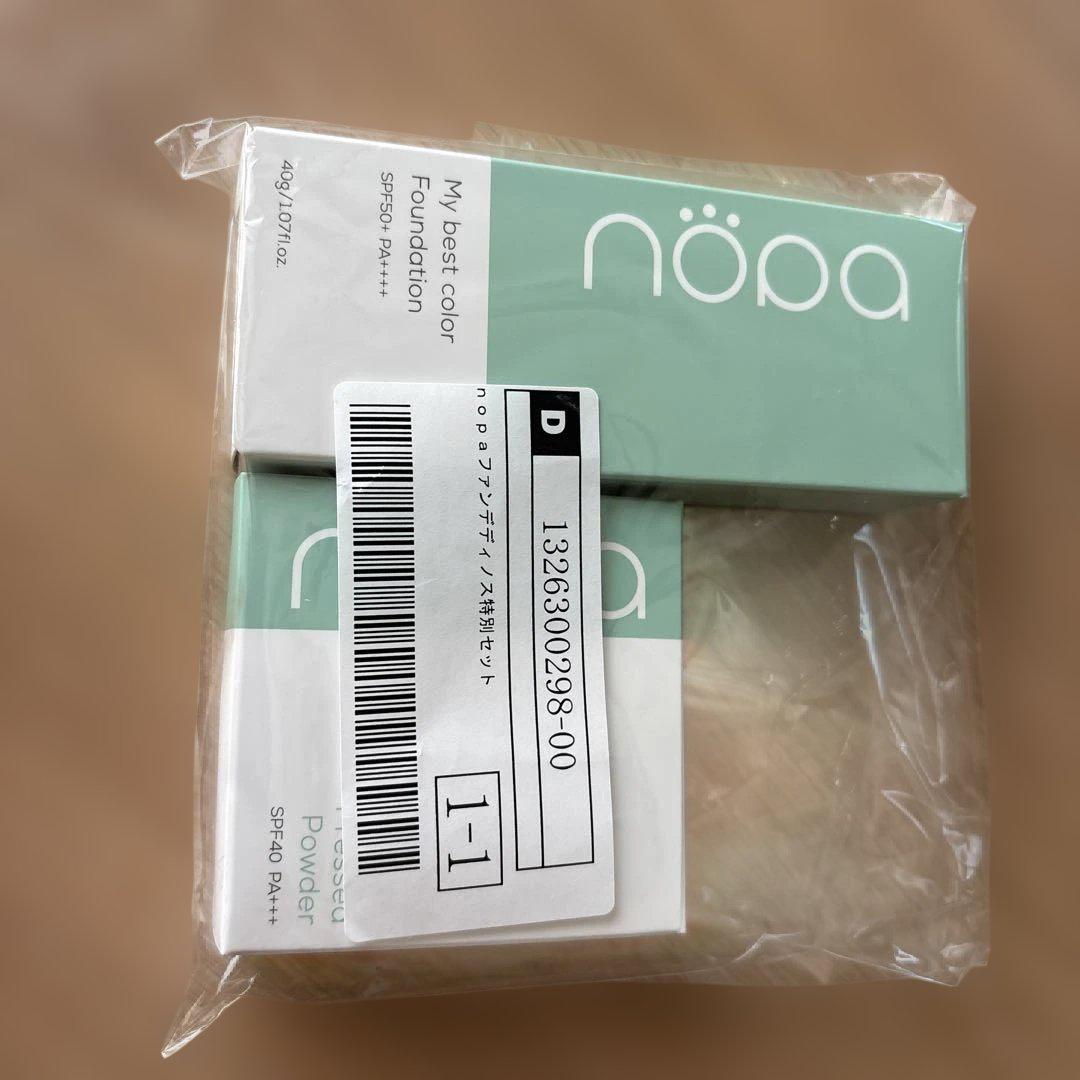 nöpa
My best color
Foundation
SPF50+ PA++++
40g/1.07fl.oz.
D
1326300298-00
nopaファンデディノス特別セット
1-1
Powder
SPF40 PA+++